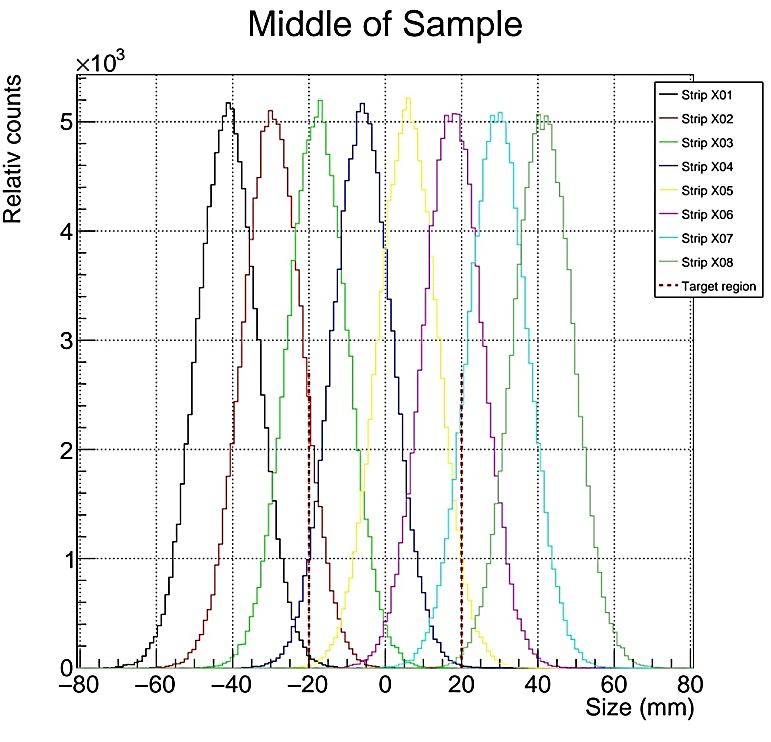 Middle of Sample
×10³
Relativ counts
5
4
3
2
1
0
−80 −60 −40 −20 0 20 40 60 80
Size (mm)
Strip X01
Strip X02
Strip X03
Strip X04
Strip X05
Strip X06
Strip X07
Strip X08
Target region